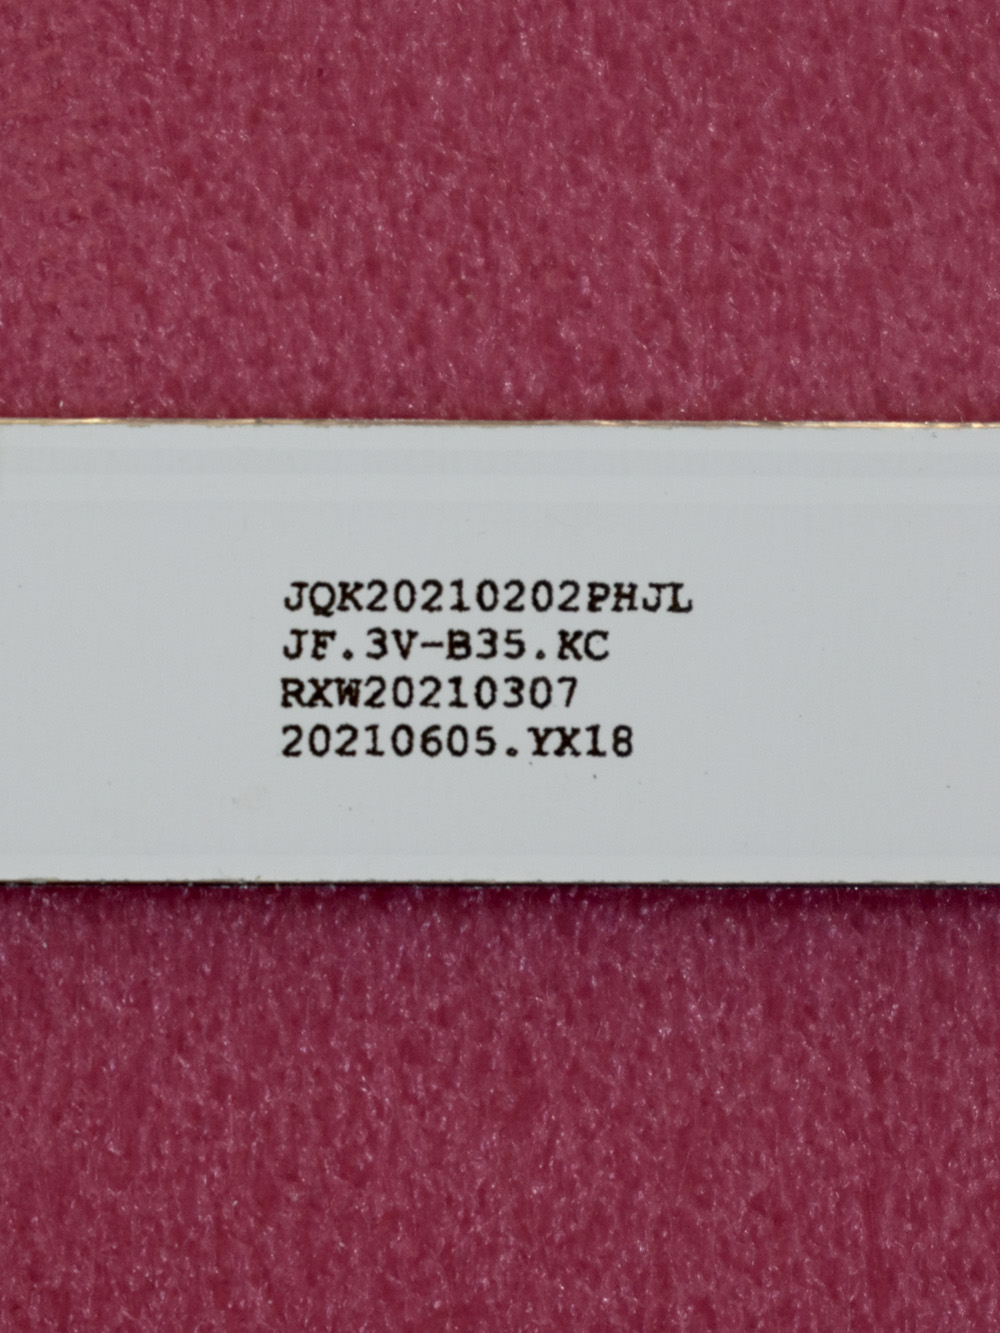 JQK20210202PHJL
JF.3V-B35.KC
RXW20210307
20210605.YX18